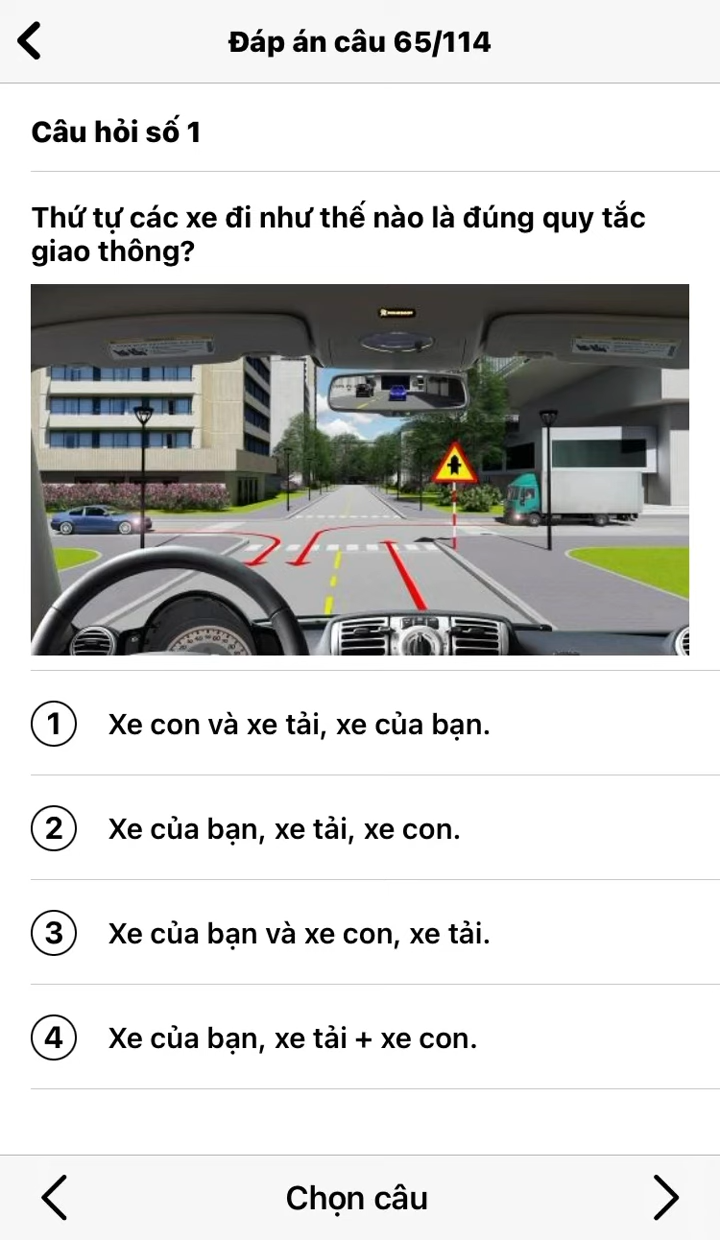 Đáp án câu 65/114
Câu hỏi số 1
Thứ tự các xe đi như thế nào là đúng quy tắc
giao thông?
1 Xe con và xe tải, xe của bạn.
2 Xe của bạn, xe tải, xe con.
3 Xe của bạn và xe con, xe tải.
4 Xe của bạn, xe tải + xe con.
Chọn câu